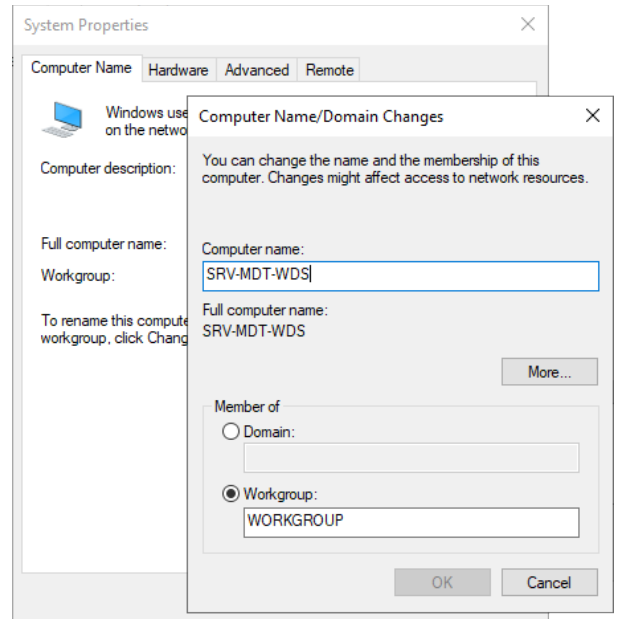 System Properties
Computer Name Hardware Advanced Remote
Windows use
on the netwo
Computer description:
Full computer name:
Workgroup:
To rename this compute
workgroup, click Chang
Computer Name/Domain Changes
You can change the name and the membership of this
computer. Changes might affect access to network resources.
Computer name:
SRV-MDT-WDS
Full computer name:
SRV-MDT-WDS
More...
Member of
Domain:
Workgroup:
WORKGROUP
OK Cancel